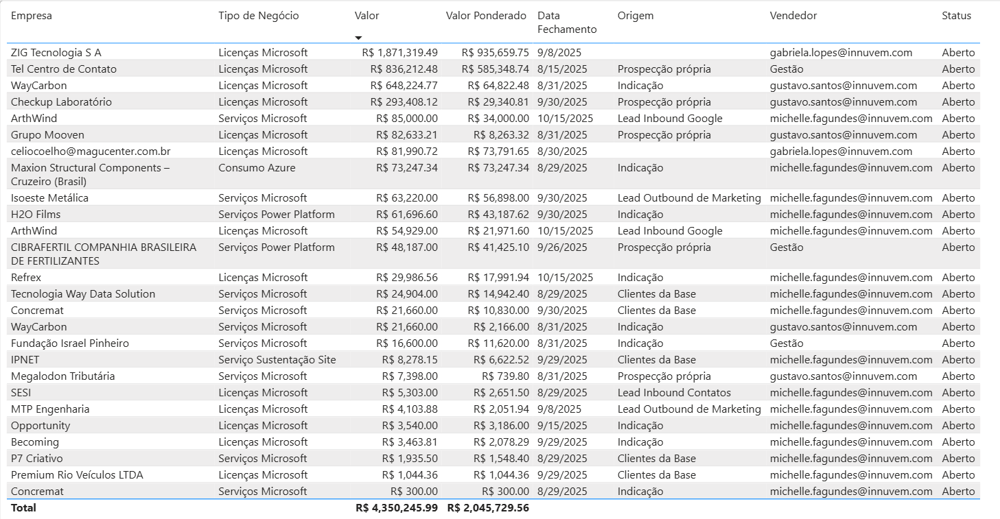 Empresa Tipo de Negócio Valor Valor Ponderado Data Fechamento Origem Vendedor Status
ZIG Tecnologia S A Licenças Microsoft R$ 1,871,319.49 R$ 935,659.75 9/8/2025 gabriela.lopes@innuvem.com Aberto
Tel Centro de Contato Licenças Microsoft R$ 836,212.48 R$ 585,348.74 8/15/2025 Prospecção própria Gestão Aberto
WayCarbon Licenças Microsoft R$ 648,224.77 R$ 64,822.48 8/31/2025 Indicação gustavo.santos@innuvem.com Aberto
Checkup Laboratório Licenças Microsoft R$ 293,408.12 R$ 29,340.81 9/30/2025 Prospecção própria gustavo.santos@innuvem.com Aberto
ArthWind Serviços Microsoft R$ 85,000.00 R$ 34,000.00 10/15/2025 Lead Inbound Google michelle.fagundes@innuvem.com Aberto
Grupo Mooven Licenças Microsoft R$ 82,633.21 R$ 8,263.32 8/31/2025 Prospecção própria gustavo.santos@innuvem.com Aberto
celiocoelho@magucenter.com.br Licenças Microsoft R$ 81,990.72 R$ 73,791.65 8/30/2025 gabriela.lopes@innuvem.com Aberto
Maxion Structural Components – Consumo Azure R$ 73,247.34 R$ 73,247.34 8/29/2025 Indicação michelle.fagundes@innuvem.com Aberto
Cruzeiro (Brasil)
Isoeste Metálica Serviços Microsoft R$ 63,220.00 R$ 56,898.00 9/30/2025 Lead Outbound de Marketing michelle.fagundes@innuvem.com Aberto
H2O Films Serviços Power Platform R$ 61,696.60 R$ 43,187.62 9/30/2025 Indicação michelle.fagundes@innuvem.com Aberto
ArthWind Licenças Microsoft R$ 54,929.00 R$ 21,971.60 10/15/2025 Lead Inbound Google michelle.fagundes@innuvem.com Aberto
CIBRAFERTIL COMPANHIA BRASILEIRA Serviços Power Platform R$ 48,187.00 R$ 41,425.10 9/26/2025 Prospecção própria Gestão Aberto
DE FERTILIZANTES
Refrex Licenças Microsoft R$ 29,986.56 R$ 17,991.94 10/15/2025 Indicação michelle.fagundes@innuvem.com Aberto
Tecnologia Way Data Solution Serviços Microsoft R$ 24,904.00 R$ 14,942.40 8/29/2025 Clientes da Base michelle.fagundes@innuvem.com Aberto
Concremat Serviços Microsoft R$ 21,660.00 R$ 10,830.00 9/30/2025 Clientes da Base michelle.fagundes@innuvem.com Aberto
WayCarbon Serviços Microsoft R$ 21,660.00 R$ 2,166.00 8/31/2025 Indicação gustavo.santos@innuvem.com Aberto
Fundação Israel Pinheiro Serviços Microsoft R$ 16,600.00 R$ 11,620.00 8/31/2025 Indicação Gestão Aberto
IPNET Serviço Sustentação Site R$ 8,278.15 R$ 6,622.52 9/29/2025 Clientes da Base michelle.fagundes@innuvem.com Aberto
Megalodon Tributária Serviços Microsoft R$ 7,398.00 R$ 739.80 8/31/2025 Prospecção própria gustavo.santos@innuvem.com Aberto
SESI Licenças Microsoft R$ 5,303.00 R$ 2,651.50 8/29/2025 Lead Inbound Contatos michelle.fagundes@innuvem.com Aberto
MTP Engenharia Licenças Microsoft R$ 4,103.88 R$ 2,051.94 9/8/2025 Lead Outbound de Marketing michelle.fagundes@innuvem.com Aberto
Opportunity Licenças Microsoft R$ 3,540.00 R$ 3,186.00 9/15/2025 Indicação michelle.fagundes@innuvem.com Aberto
Becoming Licenças Microsoft R$ 3,463.81 R$ 2,078.29 9/29/2025 Indicação michelle.fagundes@innuvem.com Aberto
P7 Criativo Serviços Microsoft R$ 1,935.50 R$ 1,548.40 8/29/2025 Clientes da Base michelle.fagundes@innuvem.com Aberto
Premium Rio Veículos LTDA Licenças Microsoft R$ 1,044.36 R$ 1,044.36 9/29/2025 Clientes da Base michelle.fagundes@innuvem.com Aberto
Concremat Serviços Microsoft R$ 300.00 R$ 300.00 8/29/2025 Indicação michelle.fagundes@innuvem.com Aberto
Total R$ 4,350,245.99 R$ 2,045,729.56